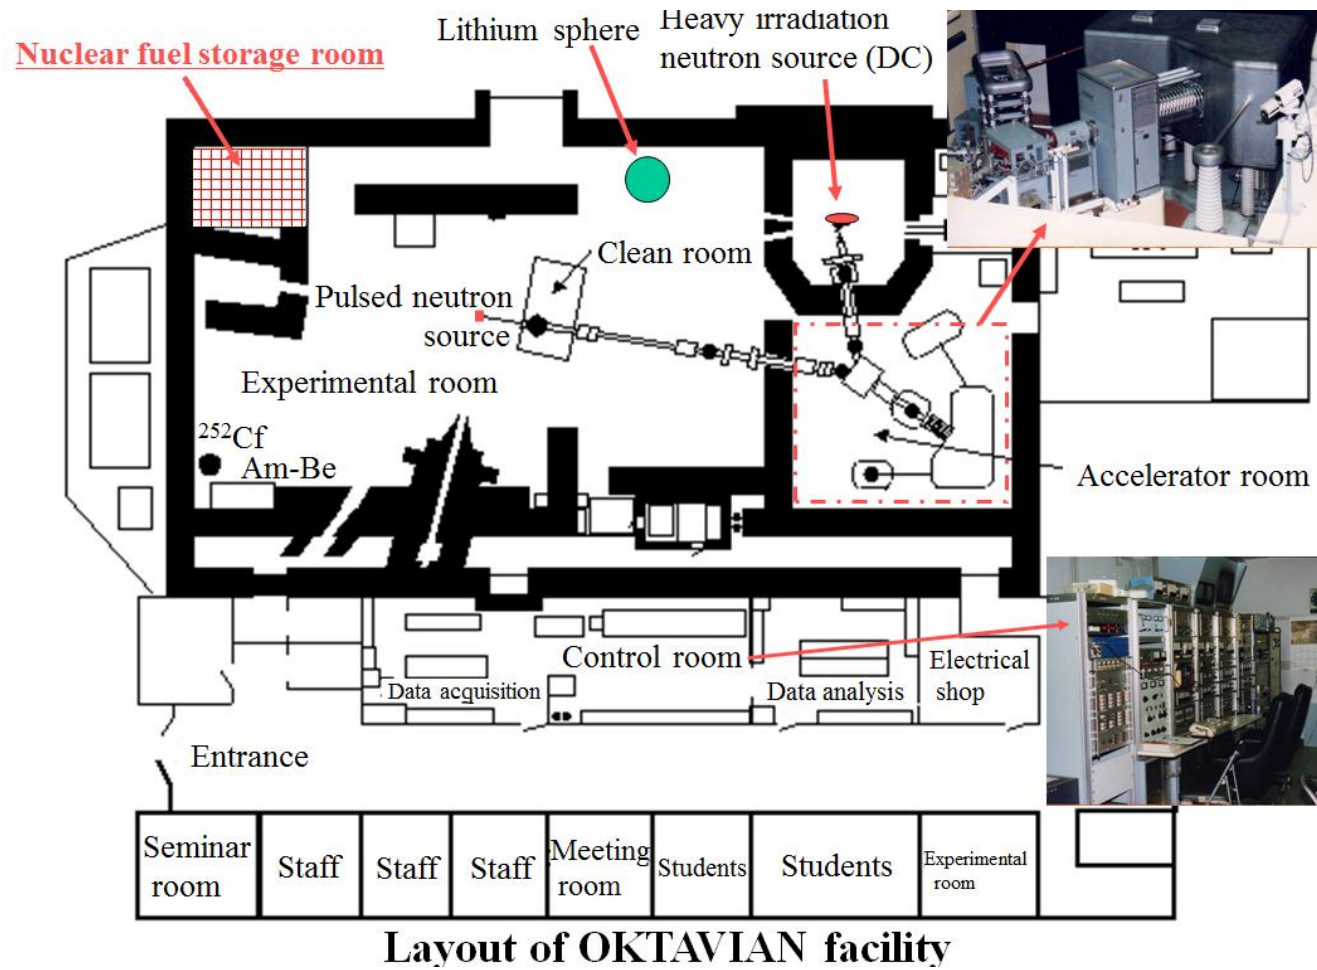 Lithium sphere
Heavy irradiation
neutron source (DC)
Nuclear fuel storage room
Clean room
Pulsed neutron
source
Experimental room
²⁵²Cf
Am-Be
Accelerator room
Control room
Electrical
shop
Data acquisition
Data analysis
Entrance
Seminar
room
Staff
Staff
Staff
Meeting
room
Students
Students
Experimental
room
Layout of OKTAVIAN facility